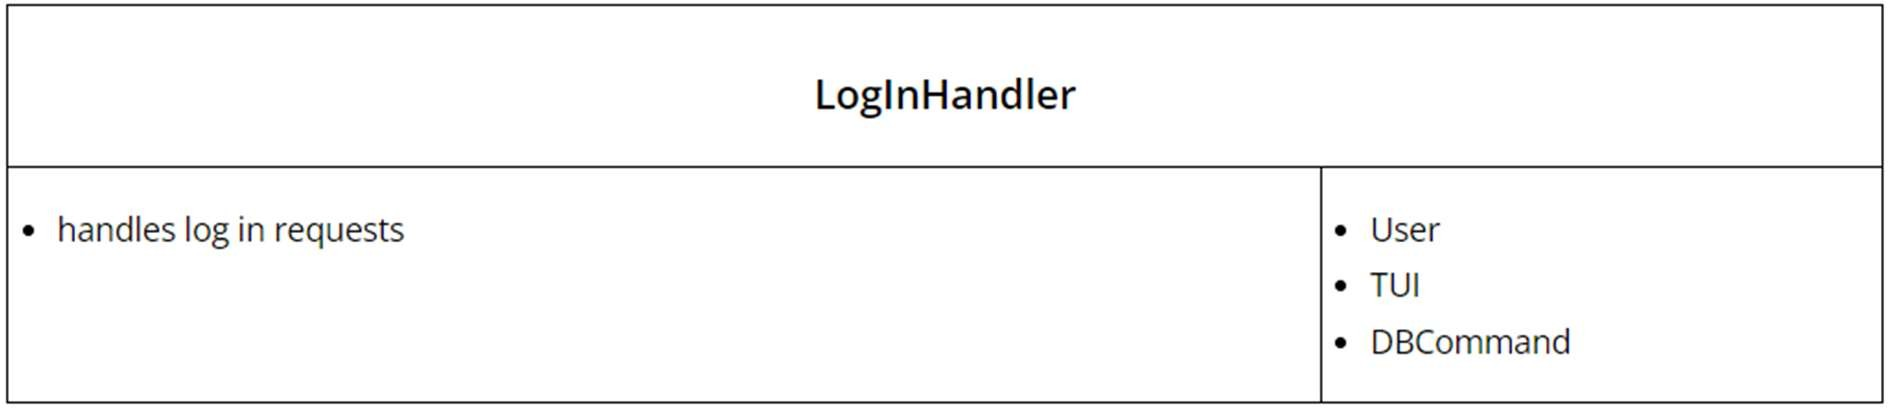 LogInHandler
• handles log in requests
• User
• TUI
• DBCommand